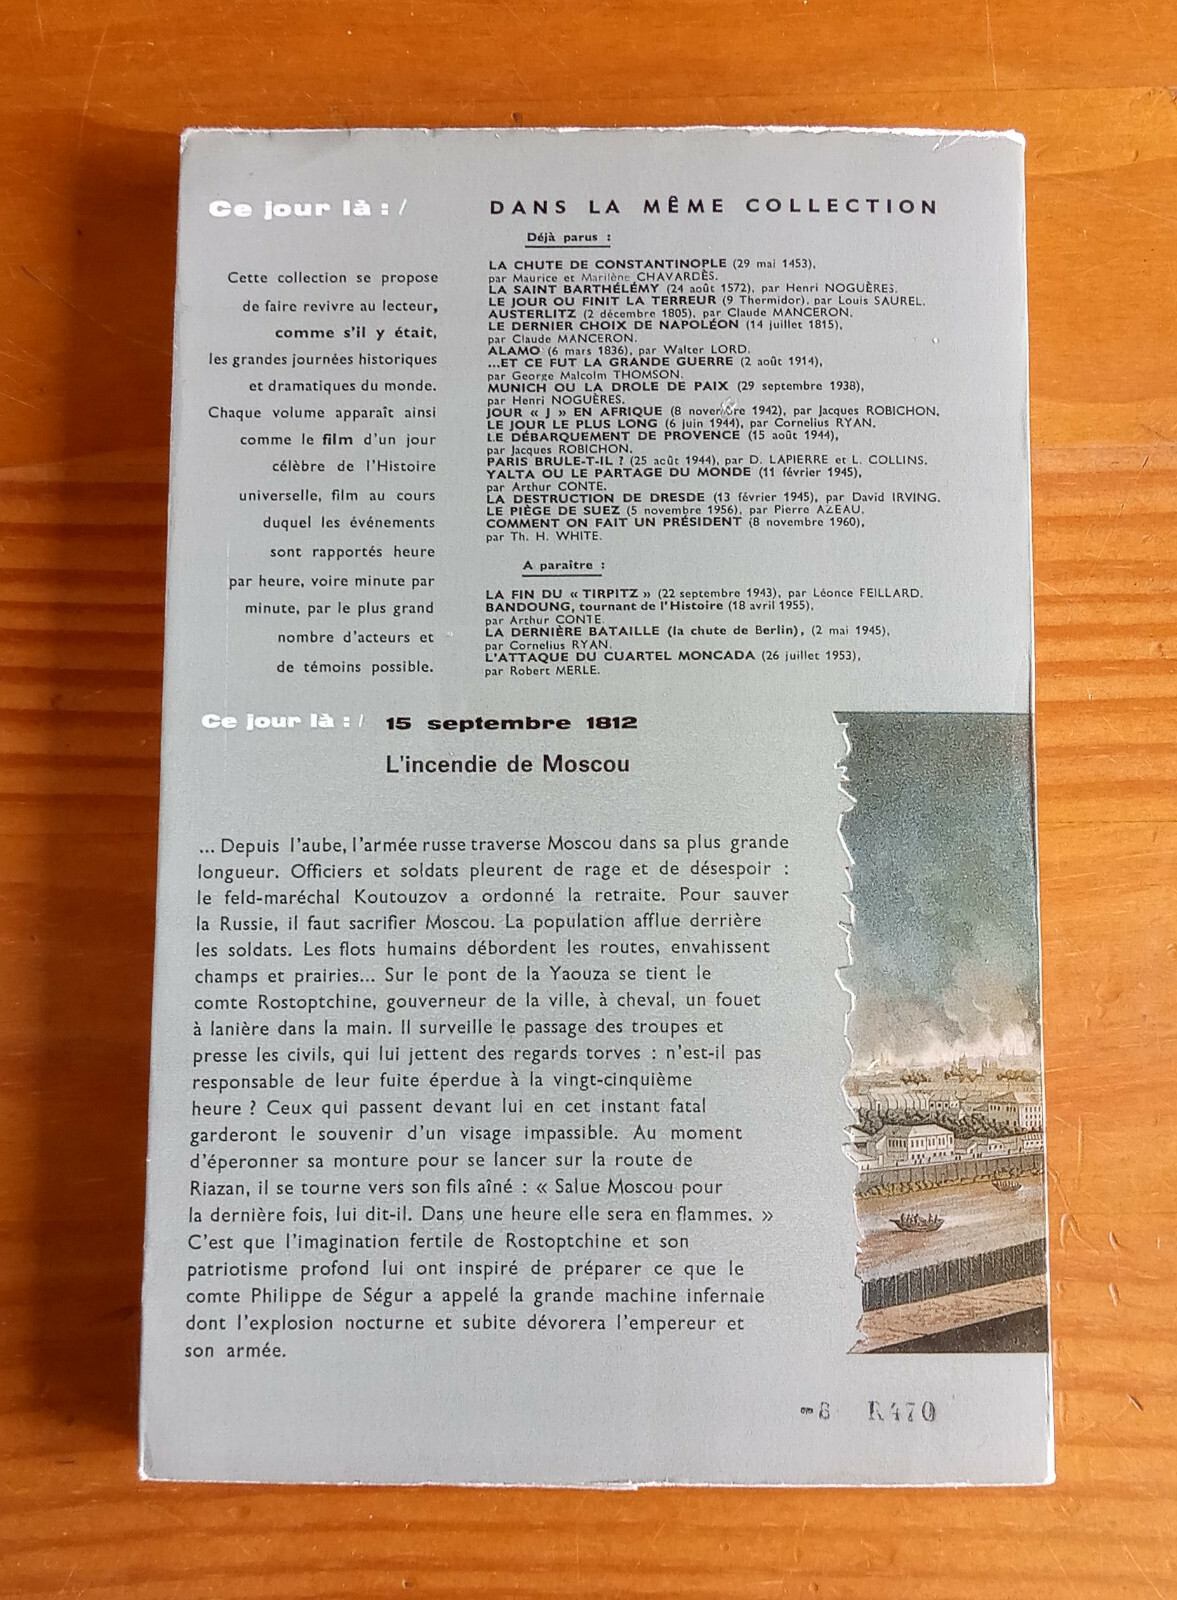 Ce jour là : /
Cette collection se propose
de faire revivre au lecteur,
comme s'il y était,
les grandes journées historiques
et dramatiques du monde.
Chaque volume apparaît ainsi
comme le film d'un jour
célèbre de l'Histoire
universelle, film au cours
duquel les événements
sont rapportés heure
par heure, voire minute par
minute, par le plus grand
nombre d'acteurs et
de témoins possible.
DANS LA MÊME COLLECTION
Déjà parus :
LA CHUTE DE CONSTANTINOPLE (29 mai 1453),
par Maurice et Marilène CHAVARDÈS.
LA SAINT BARTHÉLÉMY (24 août 1572), par Henri NOGUÈRES.
LE JOUR OU FINIT LA TERREUR (9 Thermidor), par Louis SAUREL.
AUSTERLITZ (2 décembre 1805), par Claude MANCERON.
LE DERNIER CHOIX DE NAPOLÉON (14 juillet 1815),
par Claude MANCERON.
ALAMO (6 mars 1836), par Walter LORD.
...ET CE FUT LA GRANDE GUERRE (2 août 1914),
par George Malcolm THOMSON.
MUNICH OU LA DROLE DE PAIX (29 septembre 1938),
par Henri NOGUÈRES.
JOUR « J » EN AFRIQUE (8 novembre 1942), par Jacques ROBICHON.
LE JOUR LE PLUS LONG (6 juin 1944), par Cornelius RYAN.
LE DÉBARQUEMENT DE PROVENCE (15 août 1944),
par Jacques ROBICHON.
PARIS BRULE-T-IL ? (25 août 1944), par D. LAPIERRE et L. COLLINS.
YALTA OU LE PARTAGE DU MONDE (11 février 1945),
par Arthur CONTE.
LA DESTRUCTION DE DRESDE (13 février 1945), par David IRVING.
LE PIÈGE DE SUEZ (5 novembre 1956), par Pierre AZEAU.
COMMENT ON FAIT UN PRÉSIDENT (8 novembre 1960),
par Th. H. WHITE.
A paraître :
LA FIN DU « TIRPITZ » (22 septembre 1943), par Léonce FEILLARD.
BANDOUNG, tournant de l'Histoire (18 avril 1955),
par Arthur CONTE.
LA DERNIÈRE BATAILLE (la chute de Berlin), (2 mai 1945),
par Cornelius RYAN.
L'ATTAQUE DU CUARTEL MONCADA (26 juillet 1953),
par Robert MERLE.
Ce jour là : / 15 septembre 1812
L'incendie de Moscou
... Depuis l'aube, l'armée russe traverse Moscou dans sa plus grande
longueur. Officiers et soldats pleurent de rage et de désespoir :
le feld-maréchal Koutouzov a ordonné la retraite. Pour sauver
la Russie, il faut sacrifier Moscou. La population afflue derrière
les soldats. Les flots humains débordent les routes, envahissent
champs et prairies... Sur le pont de la Yaouza se tient le
comte Rostoptchine, gouverneur de la ville, à cheval, un fouet
à lanière dans la main. Il surveille le passage des troupes et
presse les civils, qui lui jettent des regards torves : n'est-il pas
responsable de leur fuite éperdue à la vingt-cinquième
heure ? Ceux qui passent devant lui en cet instant fatal
garderont le souvenir d'un visage impassible. Au moment
d'éperonner sa monture pour se lancer sur la route de
Riazan, il se tourne vers son fils aîné : « Salue Moscou pour
la dernière fois, lui dit-il. Dans une heure elle sera en flammes. »
C'est que l'imagination fertile de Rostoptchine et son
patriotisme profond lui ont inspiré de préparer ce que le
comte Philippe de Ségur a appelé la grande machine infernale
dont l'explosion nocturne et subite dévorera l'empereur et
son armée.
-8 R470